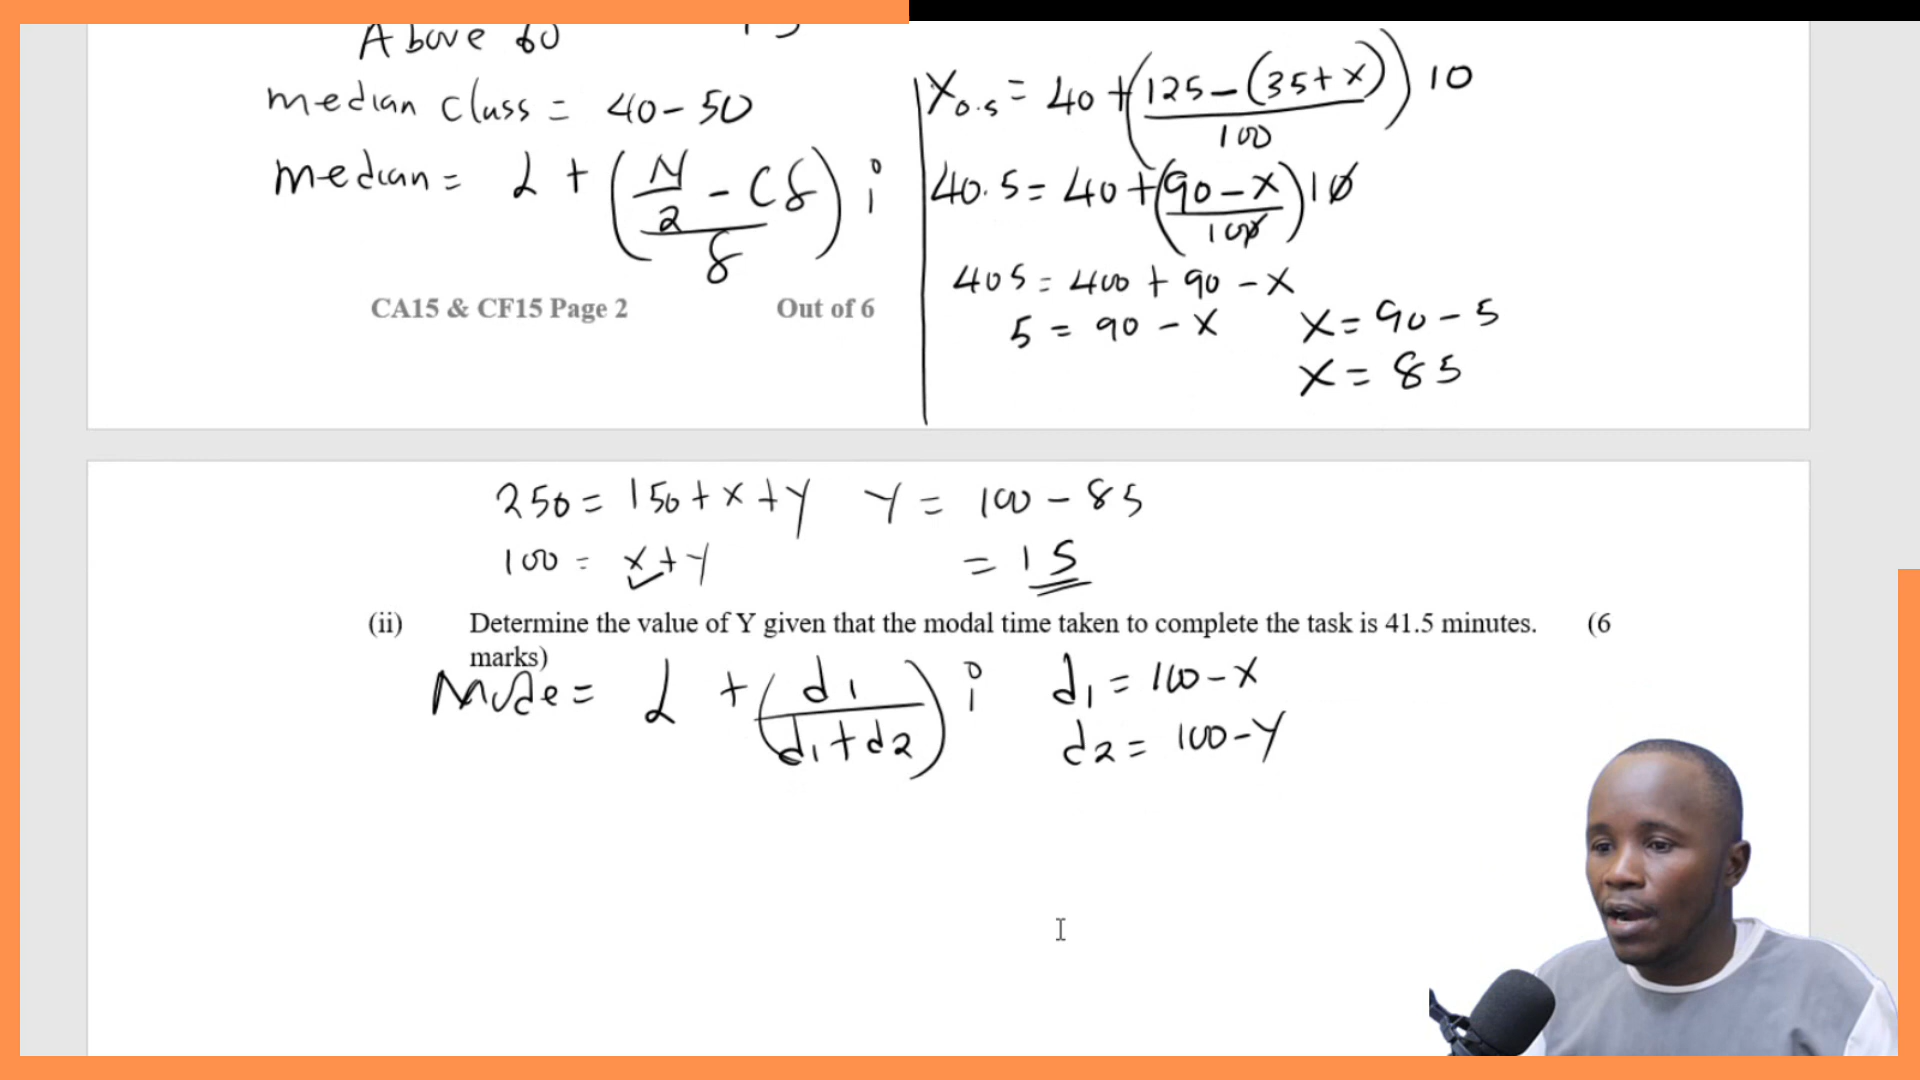 Above 60
median class = 40-50
median = L + (N/2 - Cf / f) i
CA15 & CF15 Page 2 Out of 6
X0.5 = 40 + (125-(35+x) / 100) 10
40.5 = 40 + (90-x / 100) 10
405 = 400 + 90 - x
5 = 90 - x x = 90 - 5
x = 85
250 = 150 + x + y Y = 100 - 85
100 = x + y = 15
(ii) Determine the value of Y given that the modal time taken to complete the task is 41.5 minutes. (6
marks)
Mode = L + (d1 / d1 + d2) i d1 = 100 - x
d2 = 100 - Y